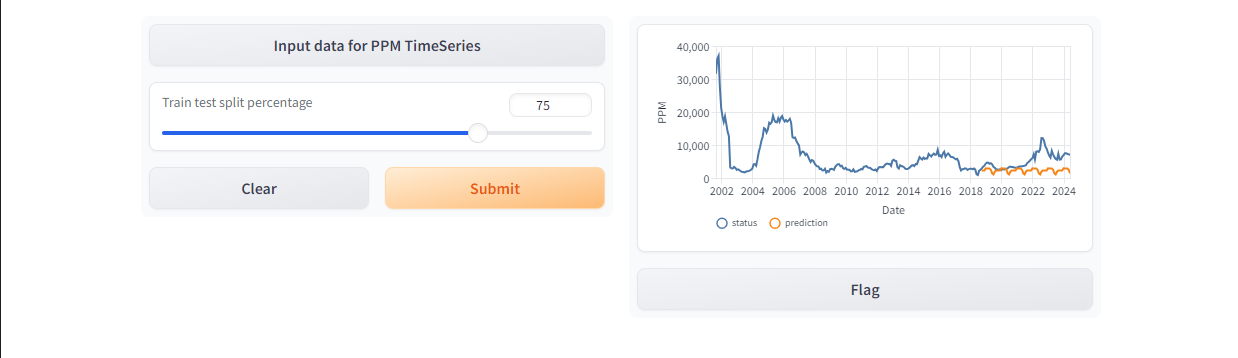 Input data for PPM TimeSeries
Train test split percentage
75
Clear
Submit
40,000
30,000
20,000
10,000
0
PPM
2002 2004 2006 2008 2010 2012 2014 2016 2018 2020 2022 2024
Date
status
prediction
Flag